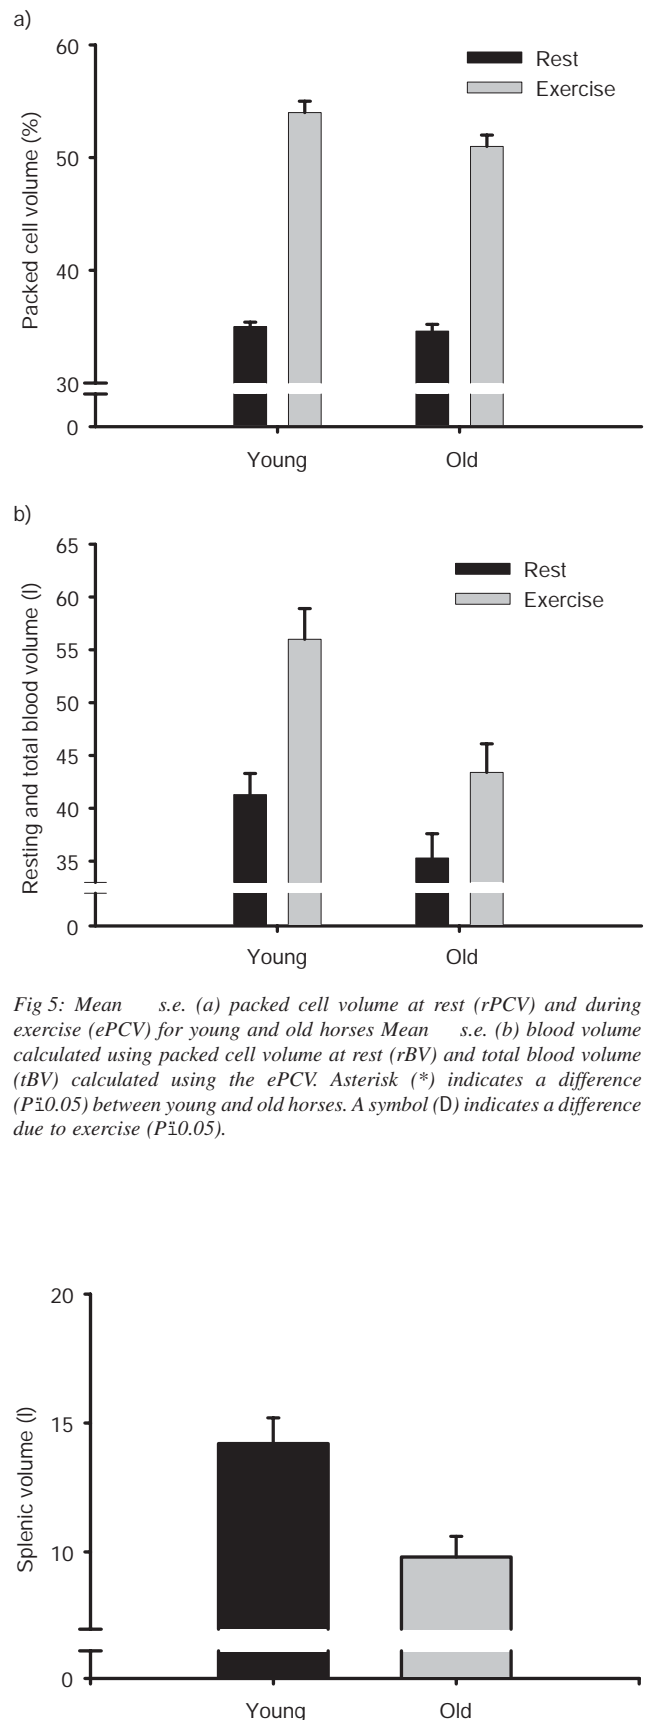 a)
60
50
40
30
0
Packed cell volume (%)
Rest
Exercise
Young
Old
b)
65
60
55
50
45
40
35
0
Resting and total blood volume (l)
Rest
Exercise
Young
Old
Fig 5: Mean s.e. (a) packed cell volume at rest (rPCV) and during
exercise (ePCV) for young and old horses Mean s.e. (b) blood volume
calculated using packed cell volume at rest (rBV) and total blood volume
(tBV) calculated using the ePCV. Asterisk (*) indicates a difference
(Pï0.05) between young and old horses. A symbol (D) indicates a difference
due to exercise (Pï0.05).
20
15
10
0
Splenic volume (l)
Young
Old